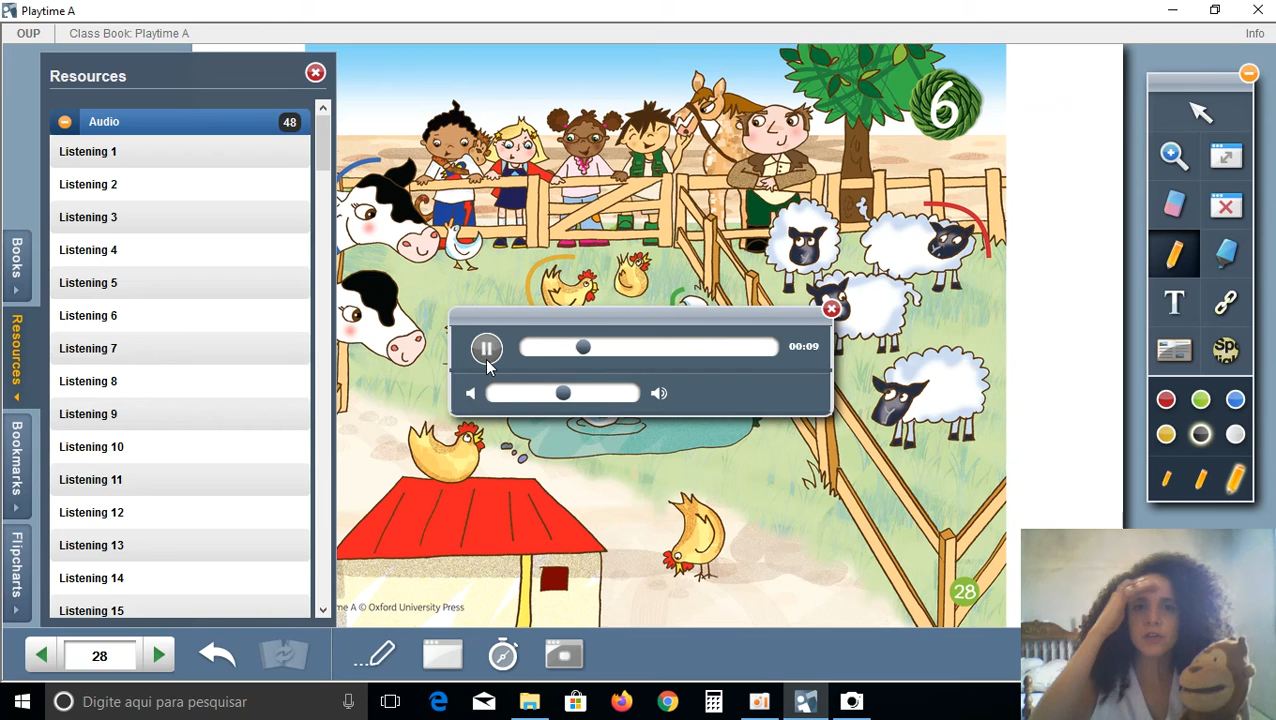 Playtime A
OUP
Class Book: Playtime A
Info
Resources
Audio 48
Listening 1
Listening 2
Listening 3
Listening 4
Listening 5
Listening 6
Listening 7
Listening 8
Listening 9
Listening 10
Listening 11
Listening 12
Listening 13
Listening 14
Listening 15
Books
Resources
Bookmarks
Flipcharts
6
00:09
T
Sp
28
me A © Oxford University Press
28
Digite aqui para pesquisar